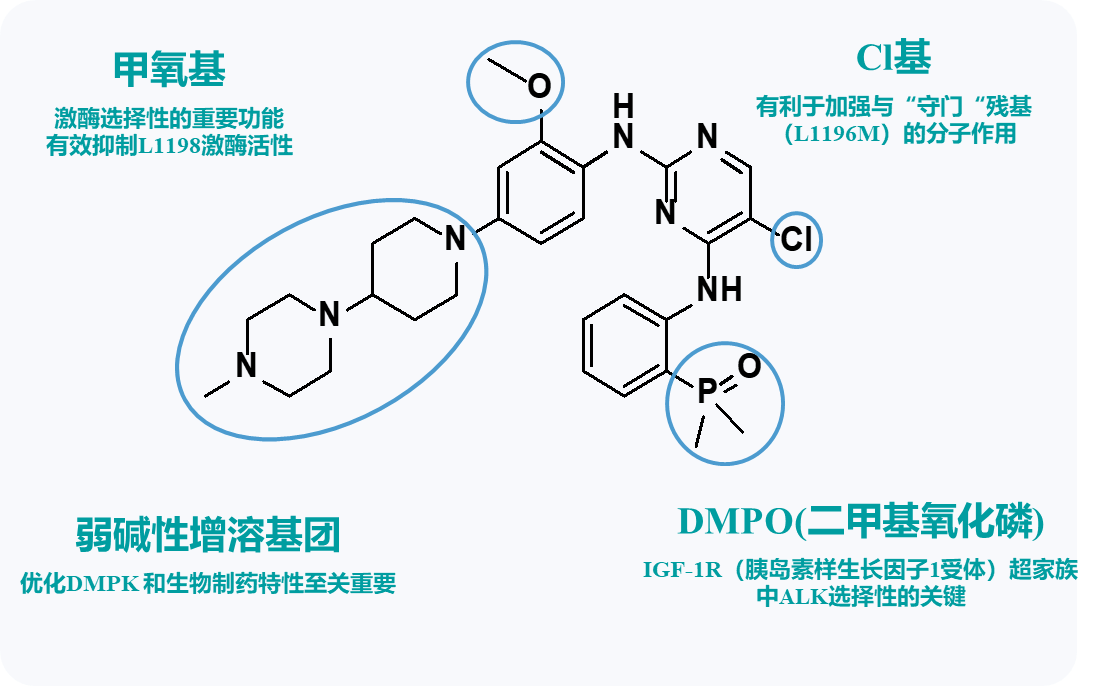 甲氧基
激酶选择性的重要功能
有效抑制L1198激酶活性
Cl基
有利于加强与“守门“残基
（L1196M）的分子作用
O
H
N
N
N
Cl
N
N
N
NH
P
O
弱碱性增溶基团
优化DMPK 和生物制药特性至关重要
DMPO(二甲基氧化磷)
IGF-1R（胰岛素样生长因子1受体）超家族
中ALK选择性的关键